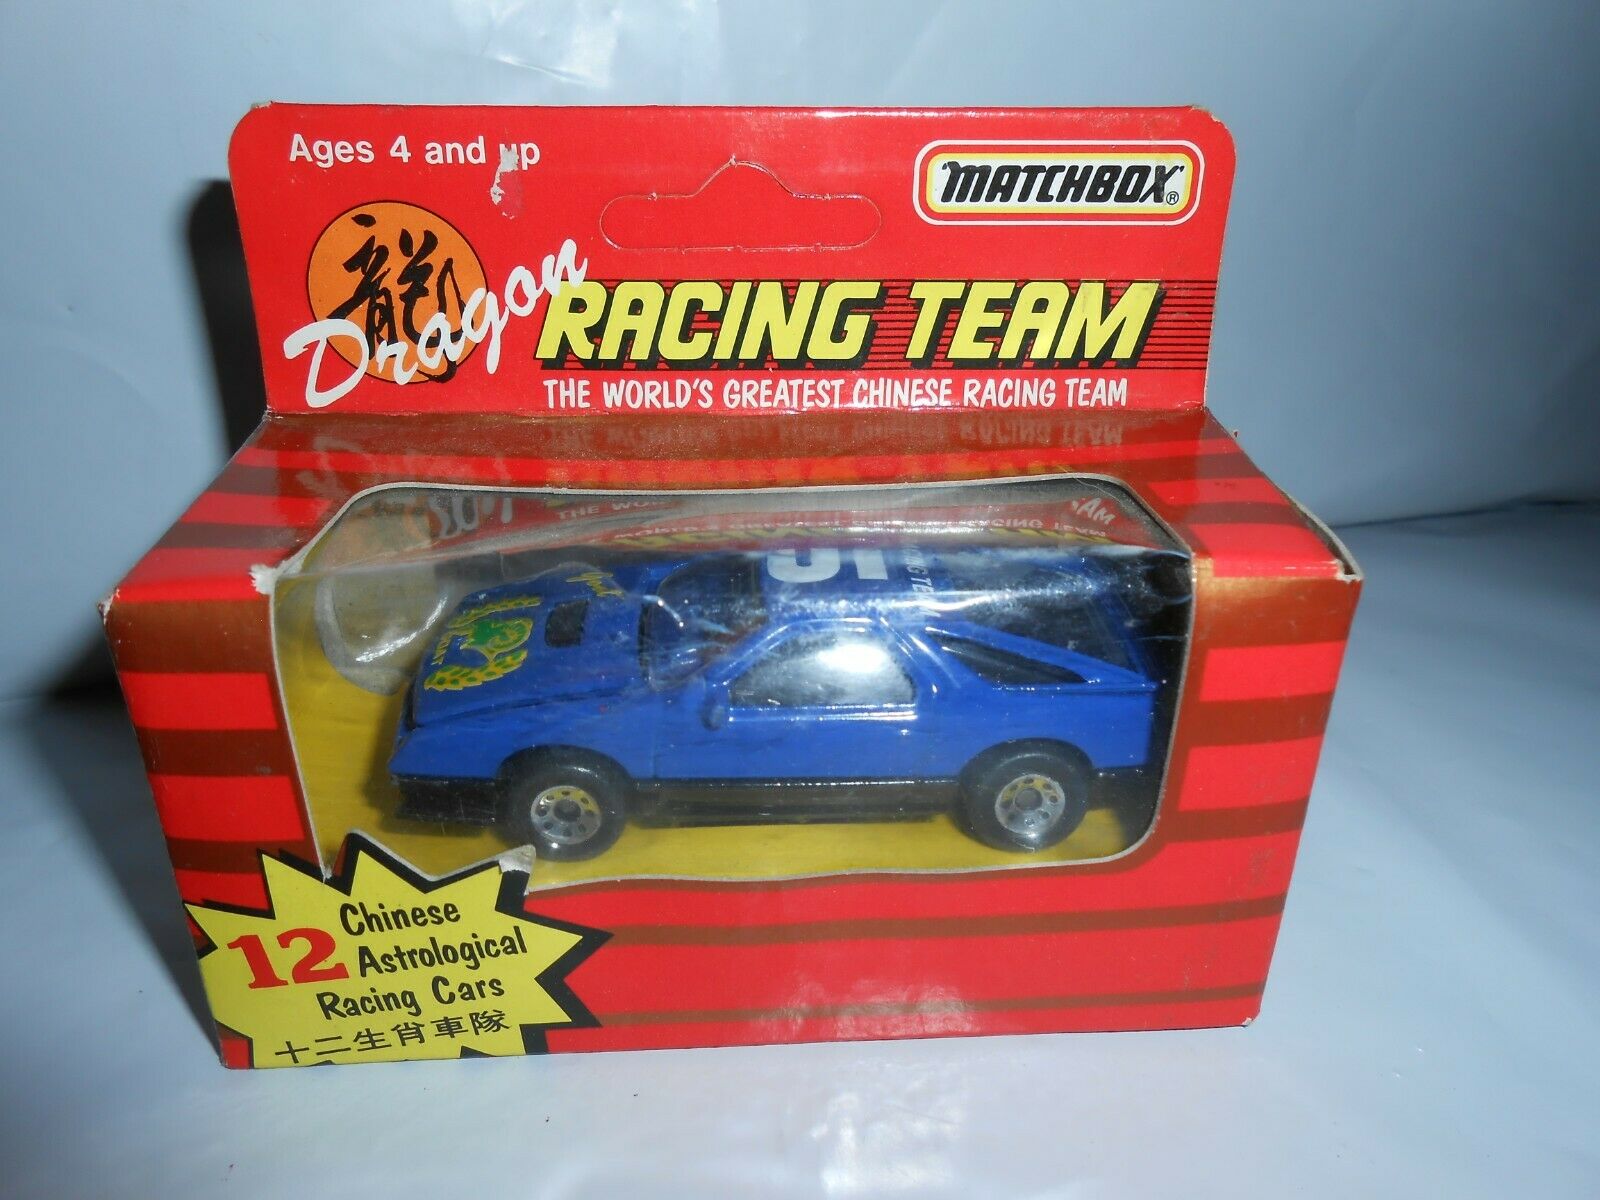 Ages 4 and up
MATCHBOX®
龍
Dragon
RACING TEAM
THE WORLD'S GREATEST CHINESE RACING TEAM
12 Chinese
Astrological
Racing Cars
十二生肖車隊